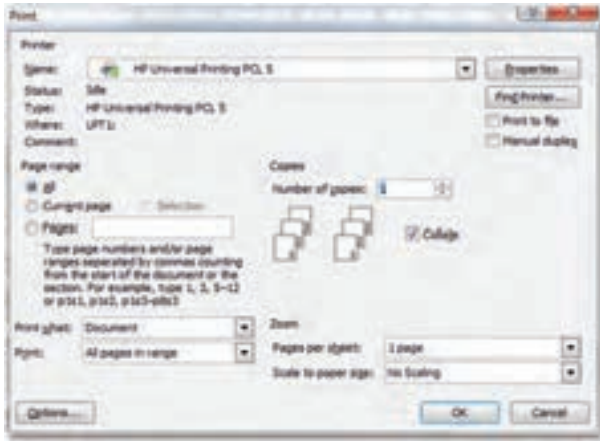 Print
Printer
Name: HP Universal Printing PCL 5
Properties
Status: Idle
Find Printer...
Type: HP Universal Printing PCL 5
Where: LPT1:
Print to file
Comment:
Manual duplex
Page range
All
Current page Selection
Pages:
Type page numbers and/or page
ranges separated by commas counting
from the start of the document or the
section. For example, type 1, 3, 5-12
or p1s1, p1s2, p1s3-p8s3
Copies
Number of copies: 1
Collate
Print what: Document
Print: All pages in range
Zoom
Pages per sheet: 1 page
Scale to paper size: No Scaling
Options...
OK Cancel